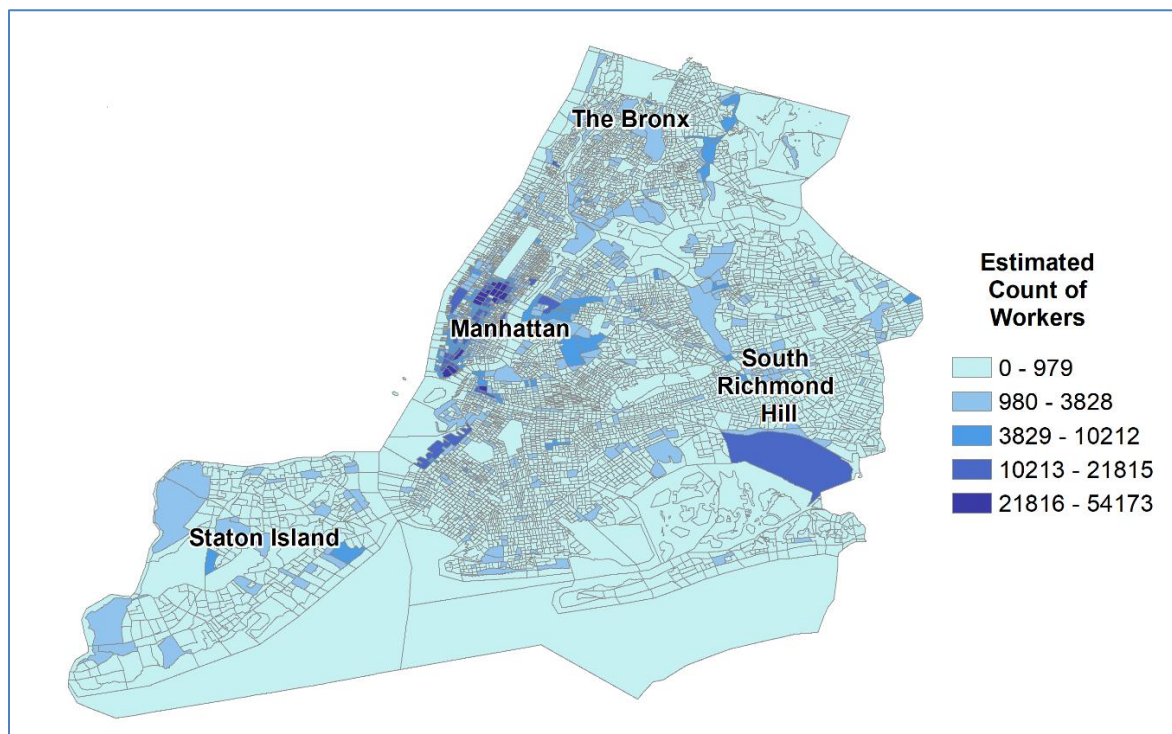 The Bronx
Manhattan
South
Richmond
Hill
Staton Island
Estimated
Count of
Workers
0 - 979
980 - 3828
3829 - 10212
10213 - 21815
21816 - 54173